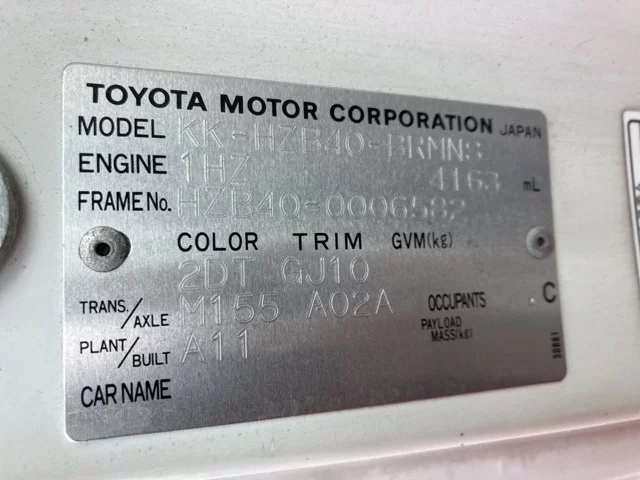 TOYOTA MOTOR CORPORATION JAPAN
MODEL KK-HZB40-BRMNS
ENGINE 1HZ 4163 mL
FRAME No. HZB40-0006582
COLOR TRIM GVM(kg)
2DT GJ10
TRANS./AXLE M155 A02A OCCUPANTS C
PAYLOAD
MASS(kg)
PLANT/BUILT A11
CAR NAME